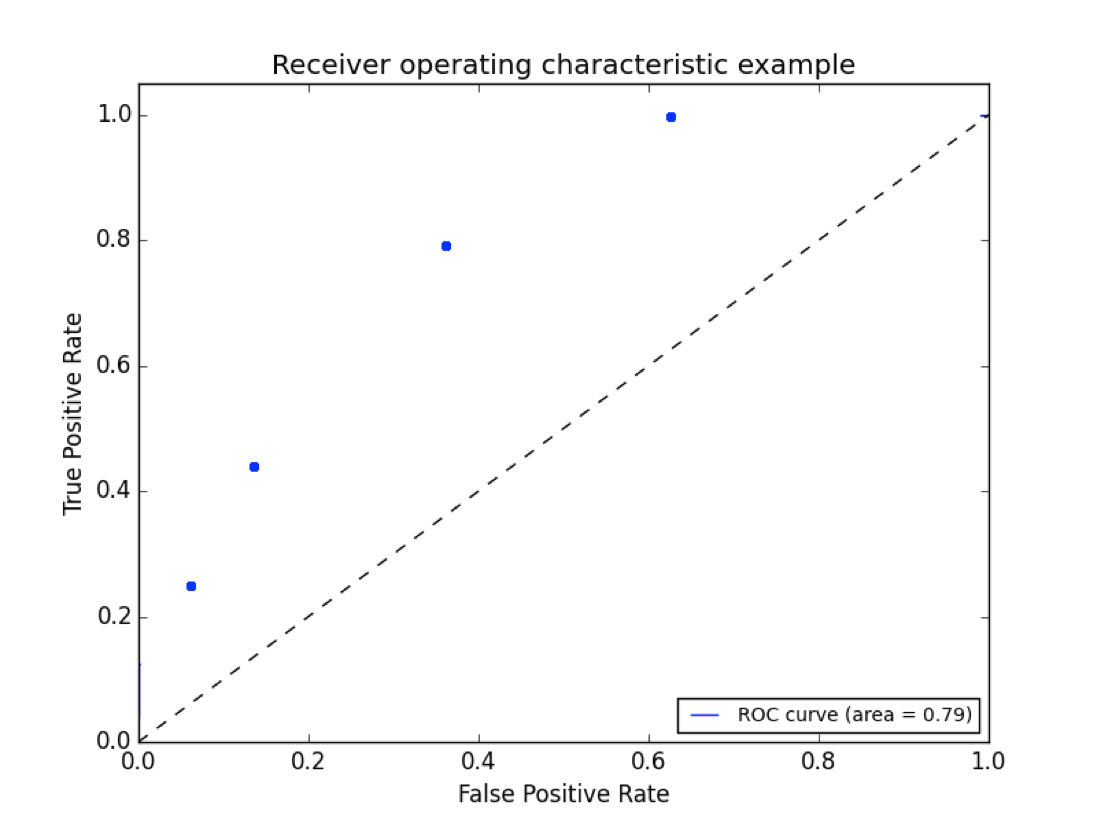 Receiver operating characteristic example
1.0
0.8
0.6
0.4
0.2
0.0
True Positive Rate
ROC curve (area = 0.79)
0.0 0.2 0.4 0.6 0.8 1.0
False Positive Rate